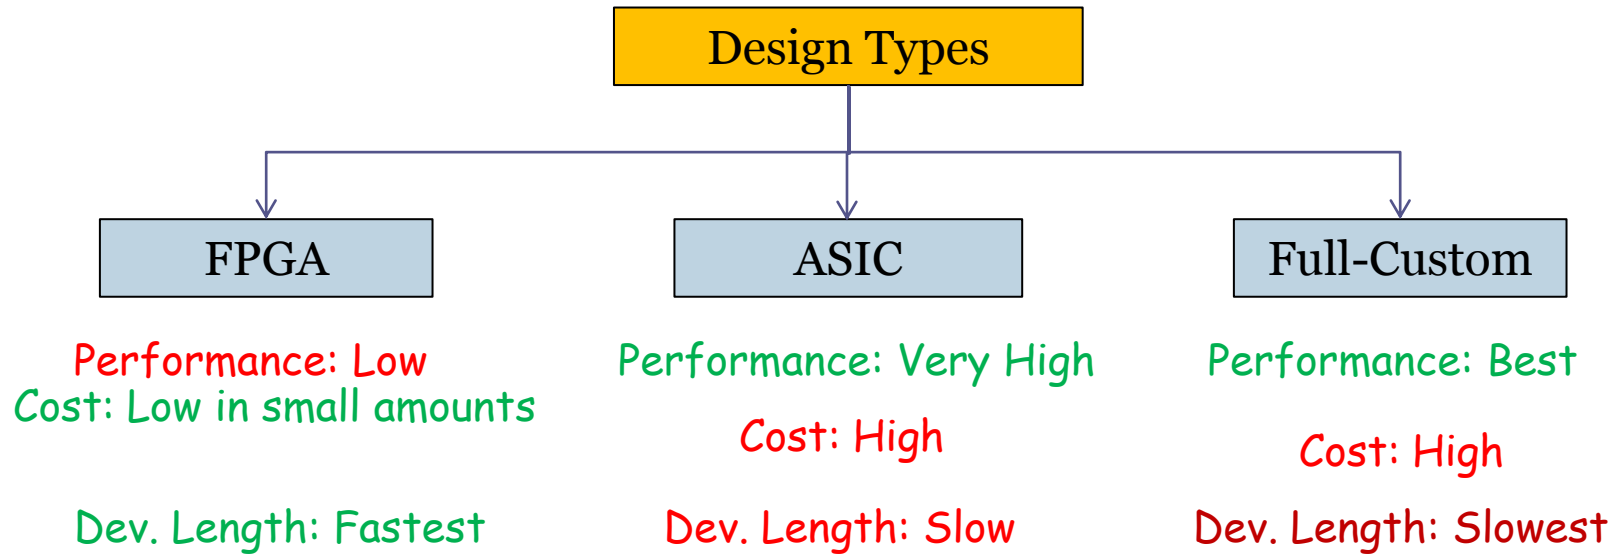 Design Types
FPGA
ASIC
Full-Custom
Performance: Low
Cost: Low in small amounts
Dev. Length: Fastest
Performance: Very High
Cost: High
Dev. Length: Slow
Performance: Best
Cost: High
Dev. Length: Slowest